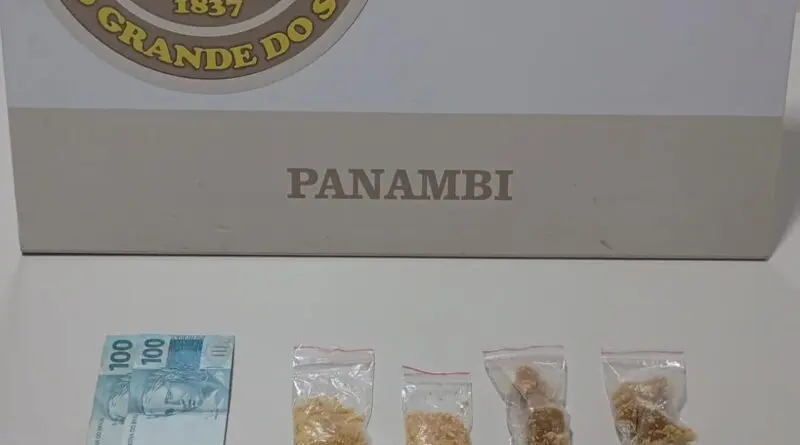 1837
GRANDE DO S
PANAMBI
100
100